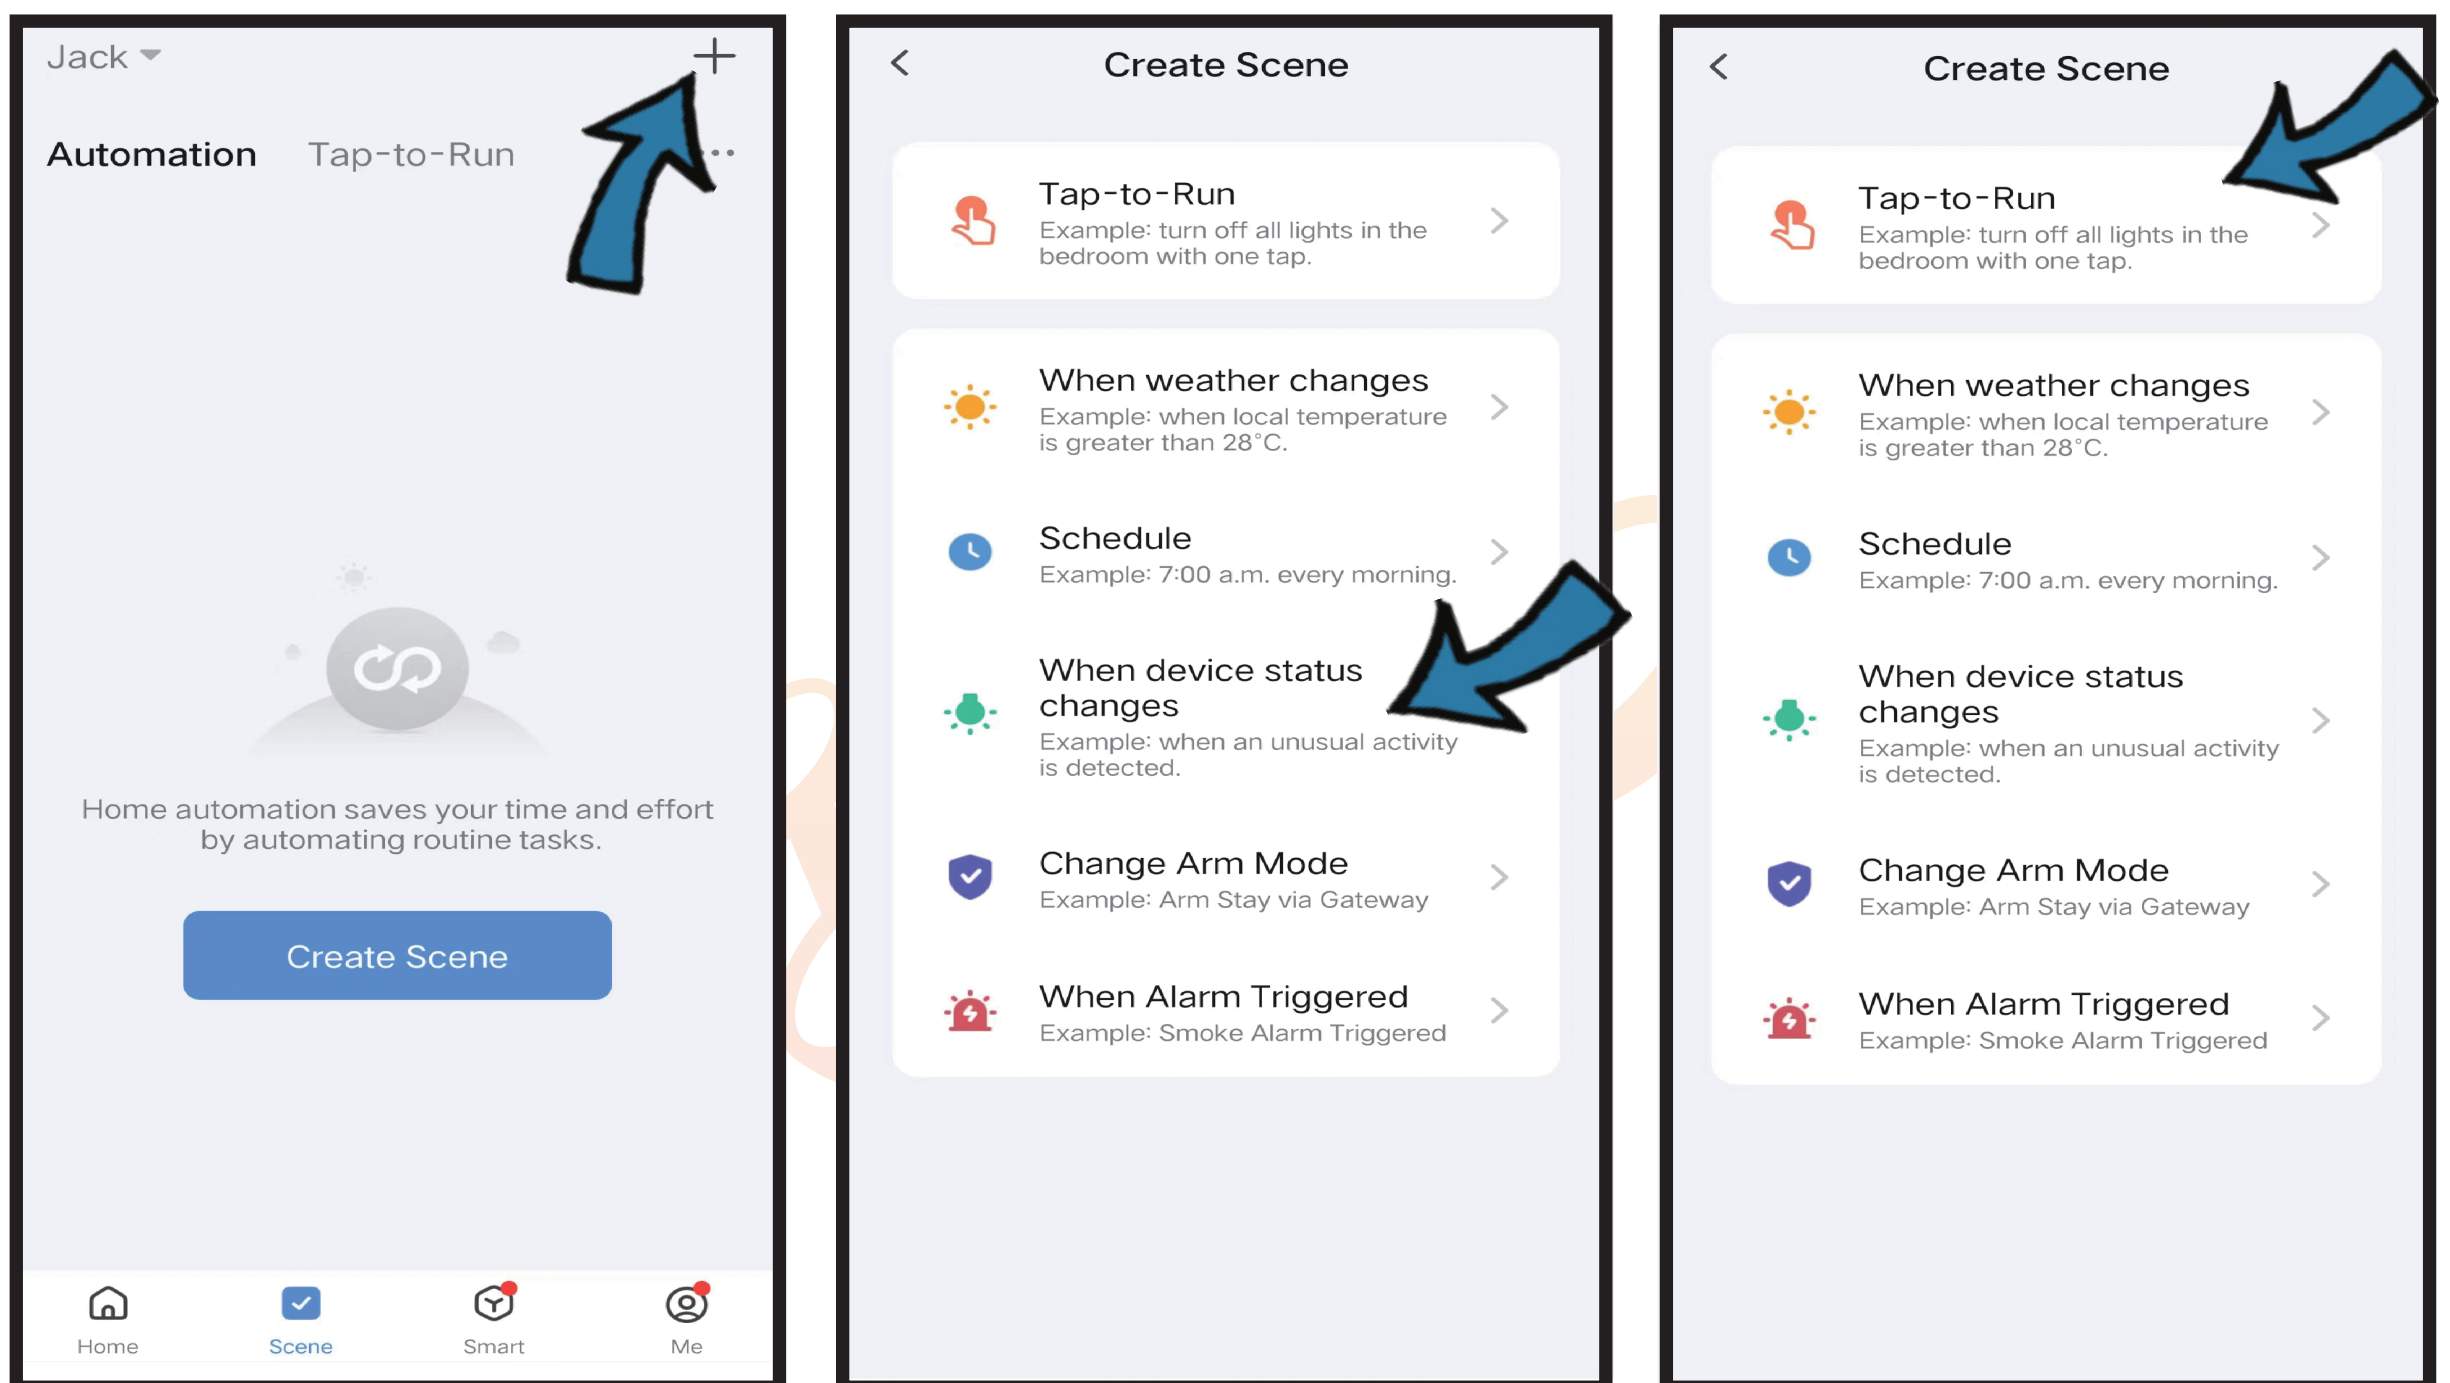 Jack
Automation Tap-to-Run
Home automation saves your time and effort
by automating routine tasks.
Create Scene
Home Scene Smart Me
Create Scene
Tap-to-Run
Example: turn off all lights in the
bedroom with one tap.
When weather changes
Example: when local temperature
is greater than 28°C.
Schedule
Example: 7:00 a.m. every morning.
When device status
changes
Example: when an unusual activity
is detected.
Change Arm Mode
Example: Arm Stay via Gateway
When Alarm Triggered
Example: Smoke Alarm Triggered
Create Scene
Tap-to-Run
Example: turn off all lights in the
bedroom with one tap.
When weather changes
Example: when local temperature
is greater than 28°C.
Schedule
Example: 7:00 a.m. every morning.
When device status
changes
Example: when an unusual activity
is detected.
Change Arm Mode
Example: Arm Stay via Gateway
When Alarm Triggered
Example: Smoke Alarm Triggered